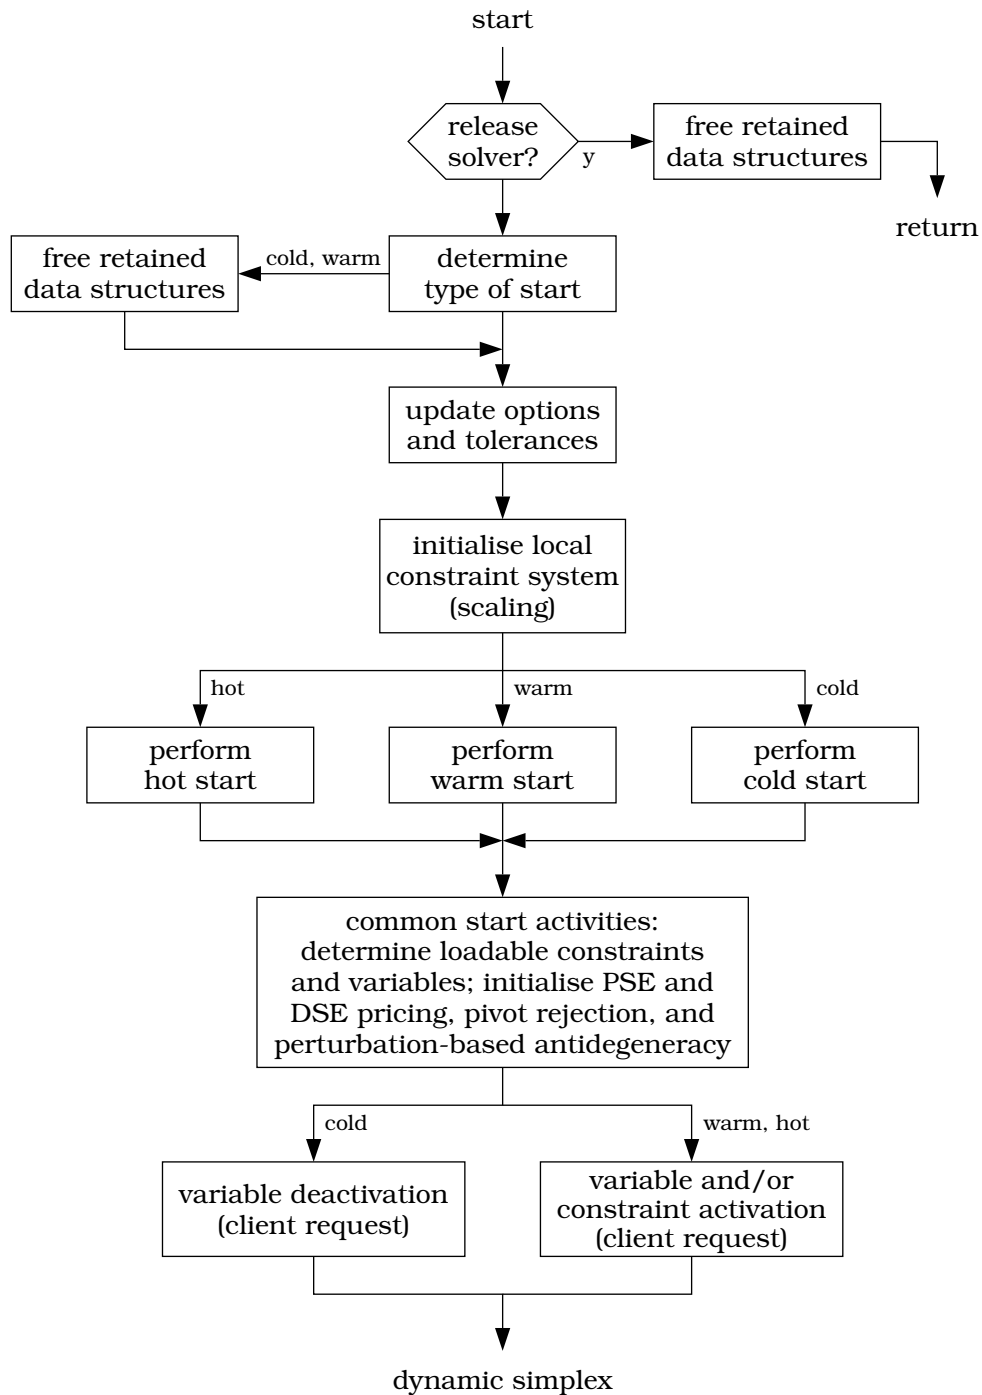 start
release
solver?
y
free retained
data structures
return
free retained
data structures
cold, warm
determine
type of start
update options
and tolerances
initialise local
constraint system
(scaling)
hot
warm
cold
perform
hot start
perform
warm start
perform
cold start
common start activities:
determine loadable constraints
and variables; initialise PSE and
DSE pricing, pivot rejection, and
perturbation-based antidegeneracy
cold
warm, hot
variable deactivation
(client request)
variable and/or
constraint activation
(client request)
dynamic simplex